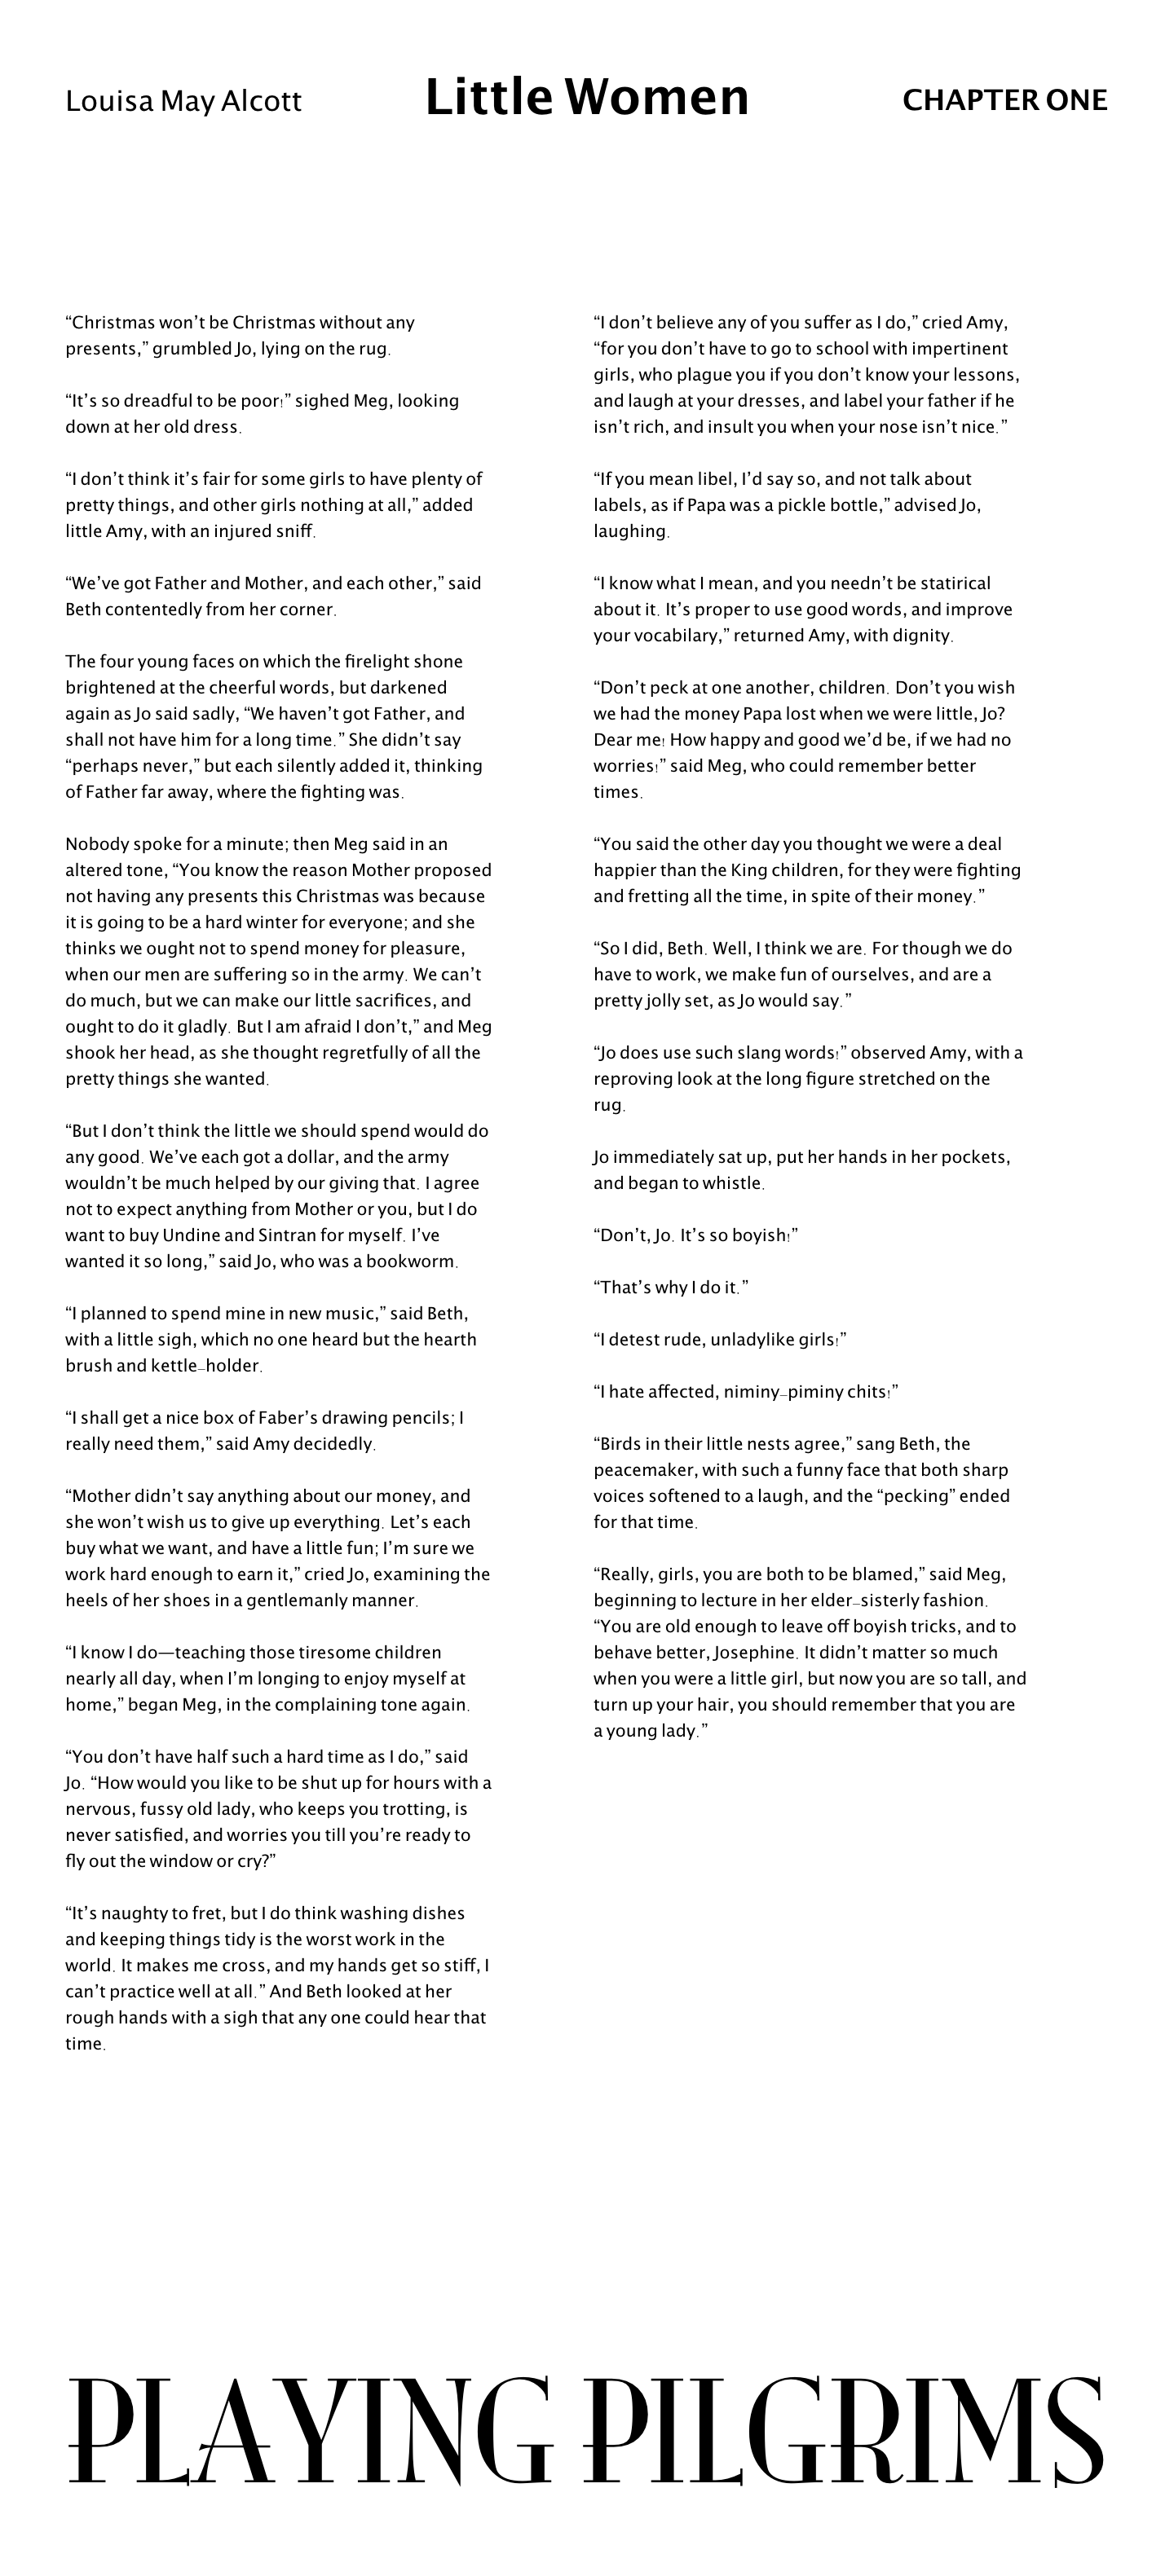 Louisa May Alcott
Little Women
CHAPTER ONE
“Christmas won’t be Christmas without any
presents,” grumbled Jo, lying on the rug.
“It’s so dreadful to be poor!” sighed Meg, looking
down at her old dress.
“I don’t think it’s fair for some girls to have plenty of
pretty things, and other girls nothing at all,” added
little Amy, with an injured sniff.
“We’ve got Father and Mother, and each other,” said
Beth contentedly from her corner.
The four young faces on which the firelight shone
brightened at the cheerful words, but darkened
again as Jo said sadly, “We haven’t got Father, and
shall not have him for a long time.” She didn’t say
“perhaps never,” but each silently added it, thinking
of Father far away, where the fighting was.
Nobody spoke for a minute; then Meg said in an
altered tone, “You know the reason Mother proposed
not having any presents this Christmas was because
it is going to be a hard winter for everyone; and she
thinks we ought not to spend money for pleasure,
when our men are suffering so in the army. We can’t
do much, but we can make our little sacrifices, and
ought to do it gladly. But I am afraid I don’t,” and Meg
shook her head, as she thought regretfully of all the
pretty things she wanted.
“But I don’t think the little we should spend would do
any good. We’ve each got a dollar, and the army
wouldn’t be much helped by our giving that. I agree
not to expect anything from Mother or you, but I do
want to buy Undine and Sintran for myself. I’ve
wanted it so long,” said Jo, who was a bookworm.
“I planned to spend mine in new music,” said Beth,
with a little sigh, which no one heard but the hearth
brush and kettle-holder.
“I shall get a nice box of Faber’s drawing pencils; I
really need them,” said Amy decidedly.
“Mother didn’t say anything about our money, and
she won’t wish us to give up everything. Let’s each
buy what we want, and have a little fun; I’m sure we
work hard enough to earn it,” cried Jo, examining the
heels of her shoes in a gentlemanly manner.
“I know I do—teaching those tiresome children
nearly all day, when I’m longing to enjoy myself at
home,” began Meg, in the complaining tone again.
“You don’t have half such a hard time as I do,” said
Jo. “How would you like to be shut up for hours with a
nervous, fussy old lady, who keeps you trotting, is
never satisfied, and worries you till you’re ready to
fly out the window or cry?”
“It’s naughty to fret, but I do think washing dishes
and keeping things tidy is the worst work in the
world. It makes me cross, and my hands get so stiff, I
can’t practice well at all.” And Beth looked at her
rough hands with a sigh that any one could hear that
time.
“I don’t believe any of you suffer as I do,” cried Amy,
“for you don’t have to go to school with impertinent
girls, who plague you if you don’t know your lessons,
and laugh at your dresses, and label your father if he
isn’t rich, and insult you when your nose isn’t nice.”
“If you mean libel, I’d say so, and not talk about
labels, as if Papa was a pickle bottle,” advised Jo,
laughing.
“I know what I mean, and you needn’t be statirical
about it. It’s proper to use good words, and improve
your vocabilary,” returned Amy, with dignity.
“Don’t peck at one another, children. Don’t you wish
we had the money Papa lost when we were little, Jo?
Dear me! How happy and good we’d be, if we had no
worries!” said Meg, who could remember better
times.
“You said the other day you thought we were a deal
happier than the King children, for they were fighting
and fretting all the time, in spite of their money.”
“So I did, Beth. Well, I think we are. For though we do
have to work, we make fun of ourselves, and are a
pretty jolly set, as Jo would say.”
“Jo does use such slang words!” observed Amy, with a
reproving look at the long figure stretched on the
rug.
Jo immediately sat up, put her hands in her pockets,
and began to whistle.
“Don’t, Jo. It’s so boyish!”
“That’s why I do it.”
“I detest rude, unladylike girls!”
“I hate affected, niminy-piminy chits!”
“Birds in their little nests agree,” sang Beth, the
peacemaker, with such a funny face that both sharp
voices softened to a laugh, and the “pecking” ended
for that time.
“Really, girls, you are both to be blamed,” said Meg,
beginning to lecture in her elder-sisterly fashion.
“You are old enough to leave off boyish tricks, and to
behave better, Josephine. It didn’t matter so much
when you were a little girl, but now you are so tall, and
turn up your hair, you should remember that you are
a young lady.”
PLAYING PILGRIMS